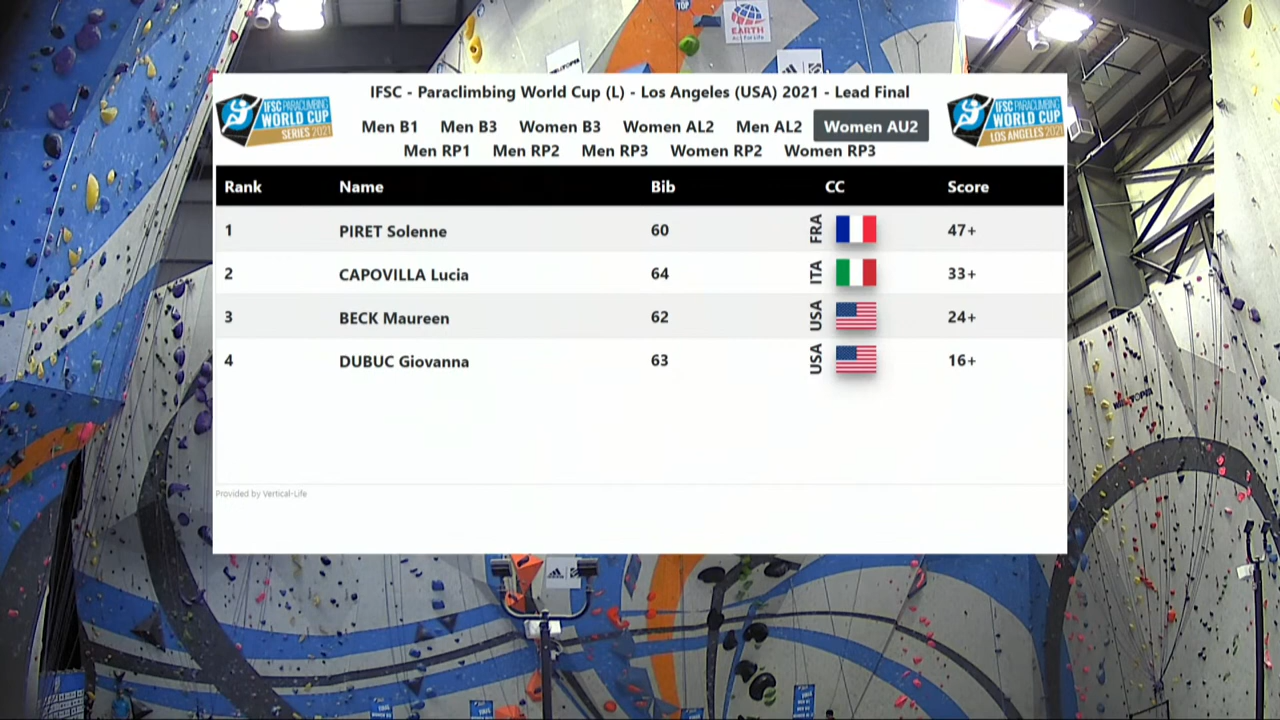 TOP
EARTH
IFSC - Paraclimbing World Cup (L) - Los Angeles (USA) 2021 - Lead Final
IFSC PARACLIMBING
WORLD CUP
SERIES 2021
Men B1 Men B3 Women B3 Women AL2 Men AL2 Women AU2
Men RP1 Men RP2 Men RP3 Women RP2 Women RP3
IFSC PARACLIMBING
WORLD CUP
LOS ANGELES 2021
Rank Name Bib CC Score
1 PIRET Solenne 60 FRA 47+
2 CAPOVILLA Lucia 64 ITA 33+
3 BECK Maureen 62 USA 24+
4 DUBUC Giovanna 63 USA 16+
Provided by Vertical-Life